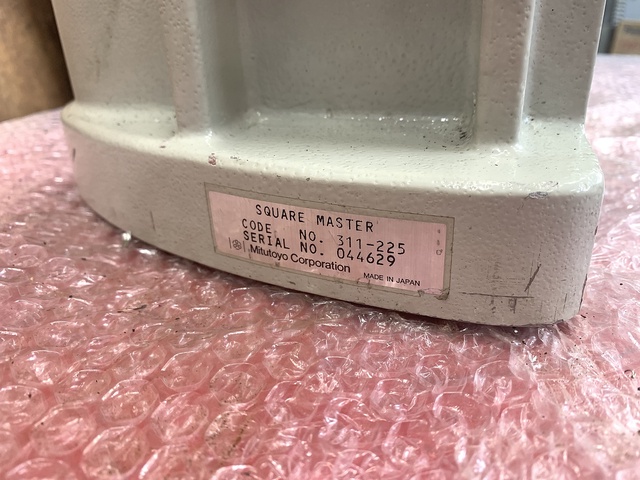 SQUARE MASTER
CODE NO. 311-225
SERIAL NO. 044629
Mitutoyo Corporation
MADE IN JAPAN